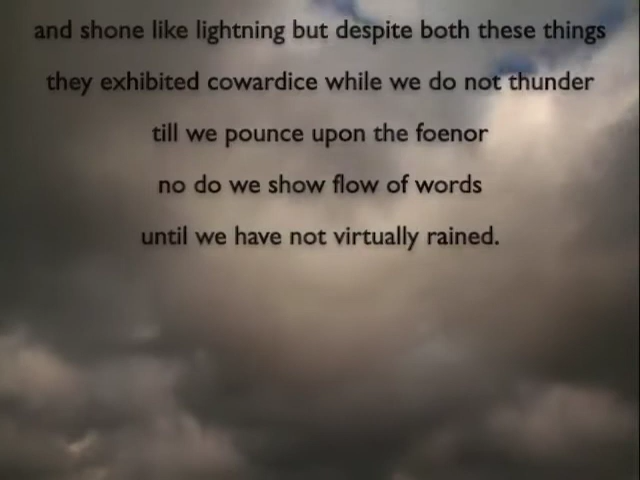 and shone like lightning but despite both these things
they exhibited cowardice while we do not thunder
till we pounce upon the foenor
no do we show flow of words
until we have not virtually rained.